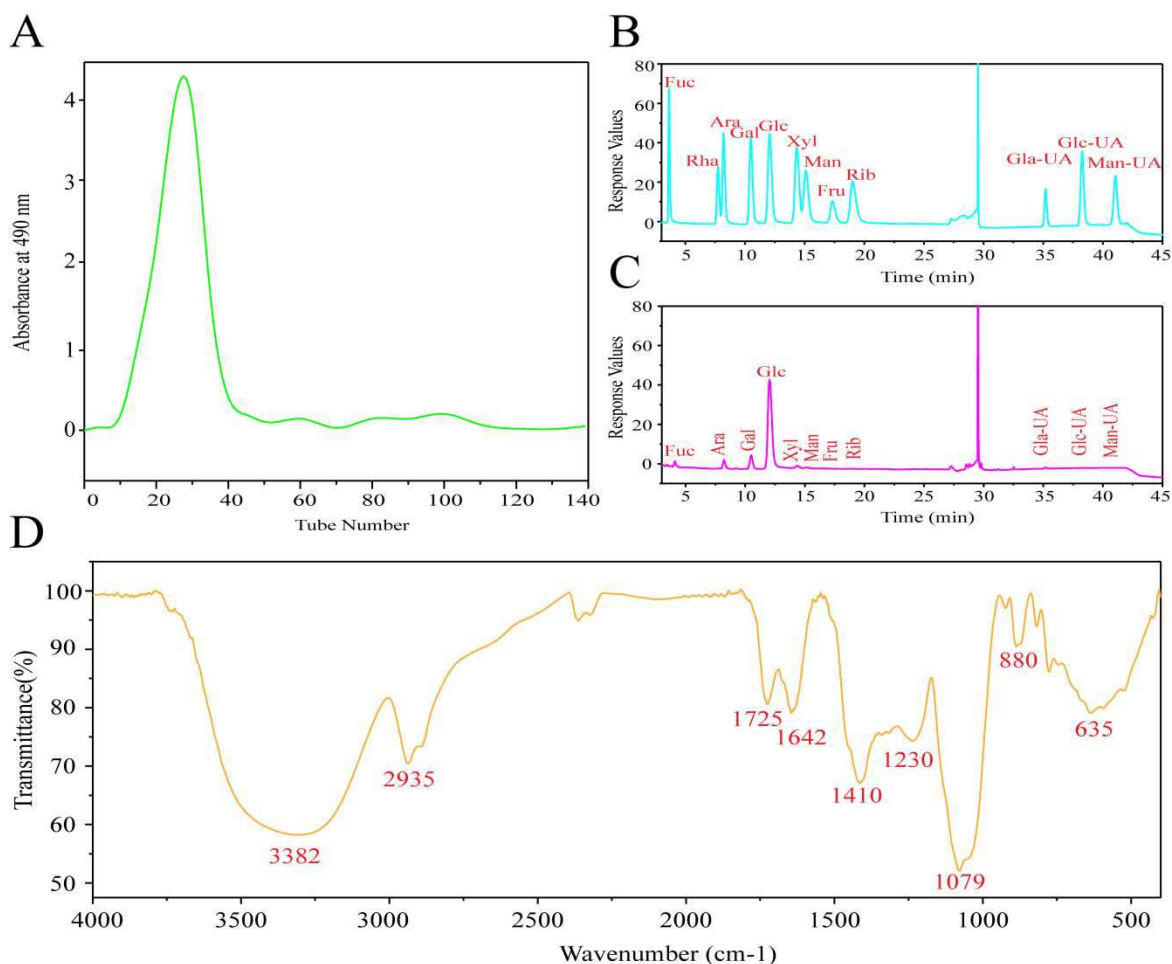 A
4
3
2
1
0
0 20 40 60 80 100 120 140
Absorbance at 490 nm
Tube Number
B
80
60
40
20
0
5 10 15 20 25 30 35 40 45
Response Values
Time (min)
Fuc
Rha
Ara
Gal
Glc
Xyl
Man
Fru
Rib
Gla-UA
Glc-UA
Man-UA
C
80
60
40
20
0
5 10 15 20 25 30 35 40 45
Response Values
Time (min)
Fuc
Ara
Gal
Glc
Xyl
Man
Fru
Rib
Gla-UA
Glc-UA
Man-UA
D
100
90
80
70
60
50
4000 3500 3000 2500 2000 1500 1000 500
Transmittance(%)
Wavenumber (cm-1)
3382
2935
1725
1642
1410
1230
1079
880
635